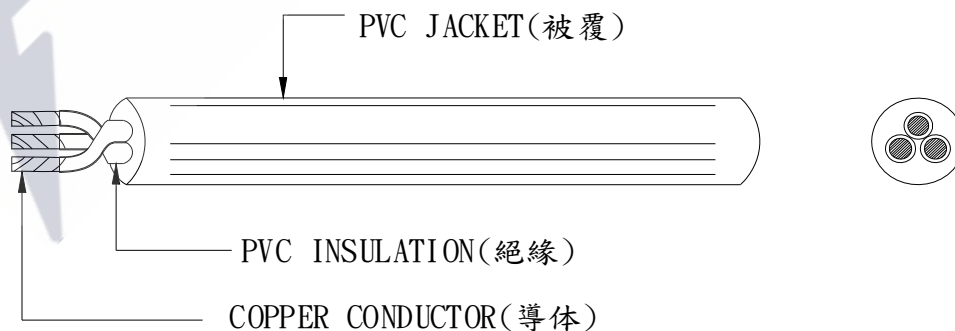 PVC JACKET(被覆)
PVC INSULATION(絕緣)
COPPER CONDUCTOR(導体)